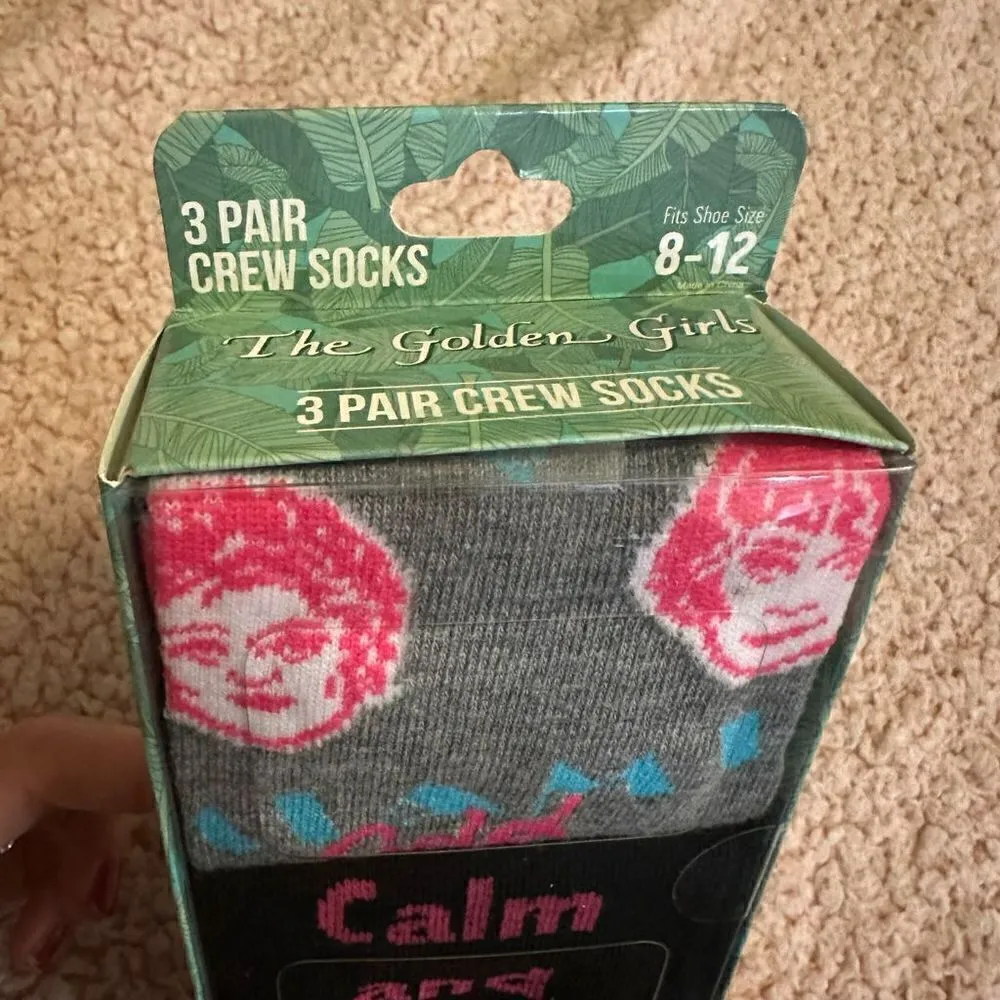 3 PAIR
CREW SOCKS
Fits Shoe Size
8-12
Made in China
The Golden Girls
3 PAIR CREW SOCKS
Calm
and